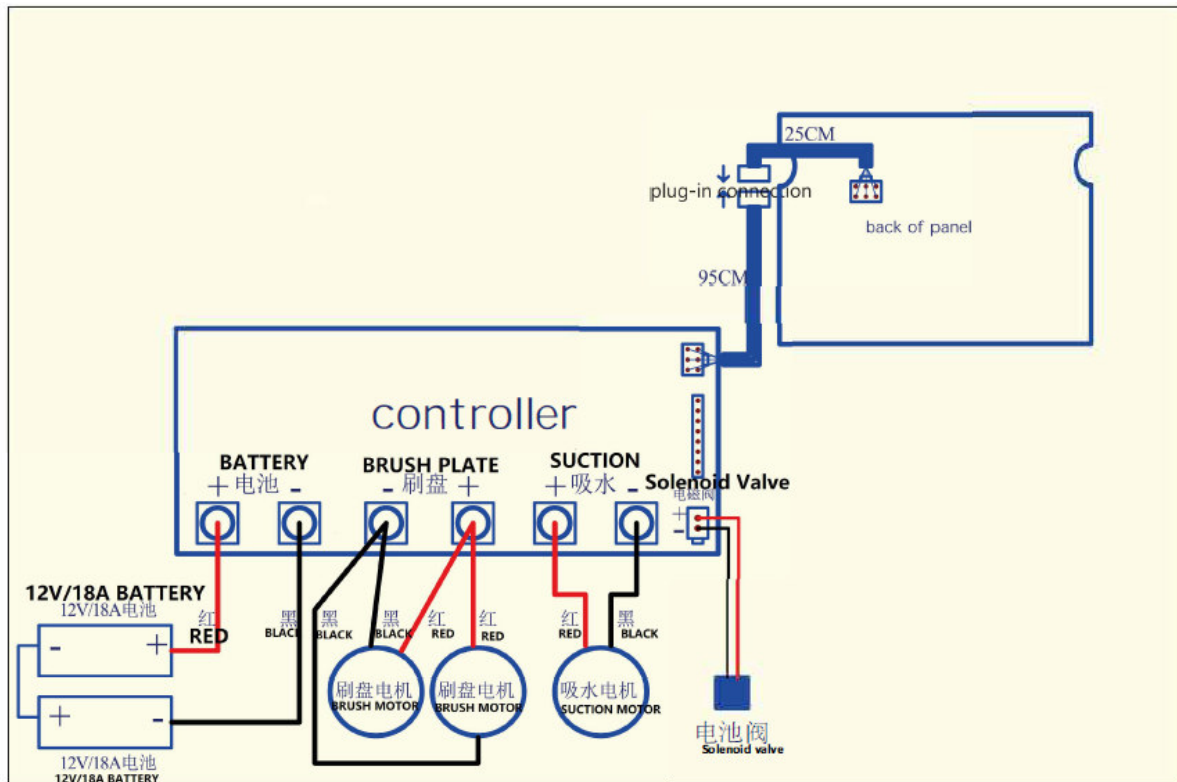 25CM
plug-in connection
back of panel
95CM
controller
BATTERY
BRUSH PLATE
SUCTION
+ 电池 -
- 刷盘 +
+ 吸水 -
Solenoid Valve
电磁阀
+
-
12V/18A BATTERY
12V/18A电池
红
RED
黑
BLACK
黑
BLACK
黑
BLACK
红
RED
红
RED
红
RED
黑
BLACK
- +
+ -
刷盘电机
BRUSH MOTOR
刷盘电机
BRUSH MOTOR
吸水电机
SUCTION MOTOR
电池阀
Solenoid valve
12V/18A电池
12V/18A BATTERY